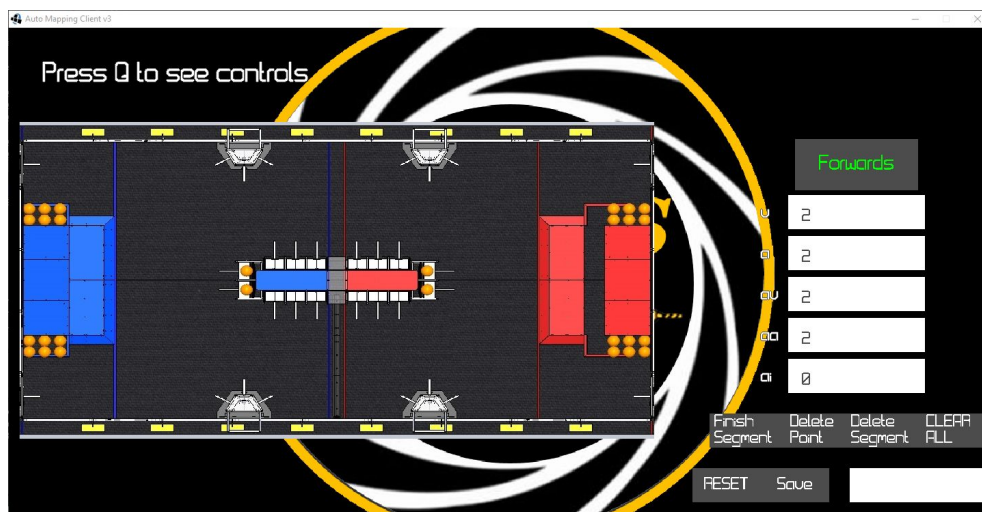 Auto Mapping Client v3
Press Q to see controls
Forwards
v 2
a 2
av 2
aa 2
ai 0
Finish Segment
Delete Point
Delete Segment
CLEAR ALL
RESET
Save